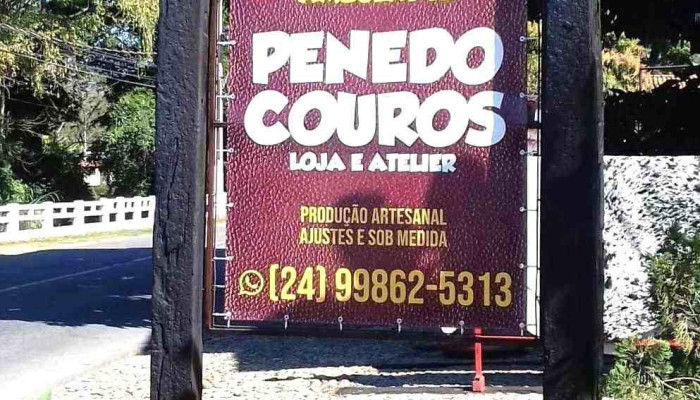 PENEDO
COUROS
LOJA E ATELIER
PRODUÇÃO ARTESANAL
AJUSTES E SOB MEDIDA
(24) 99862-5313